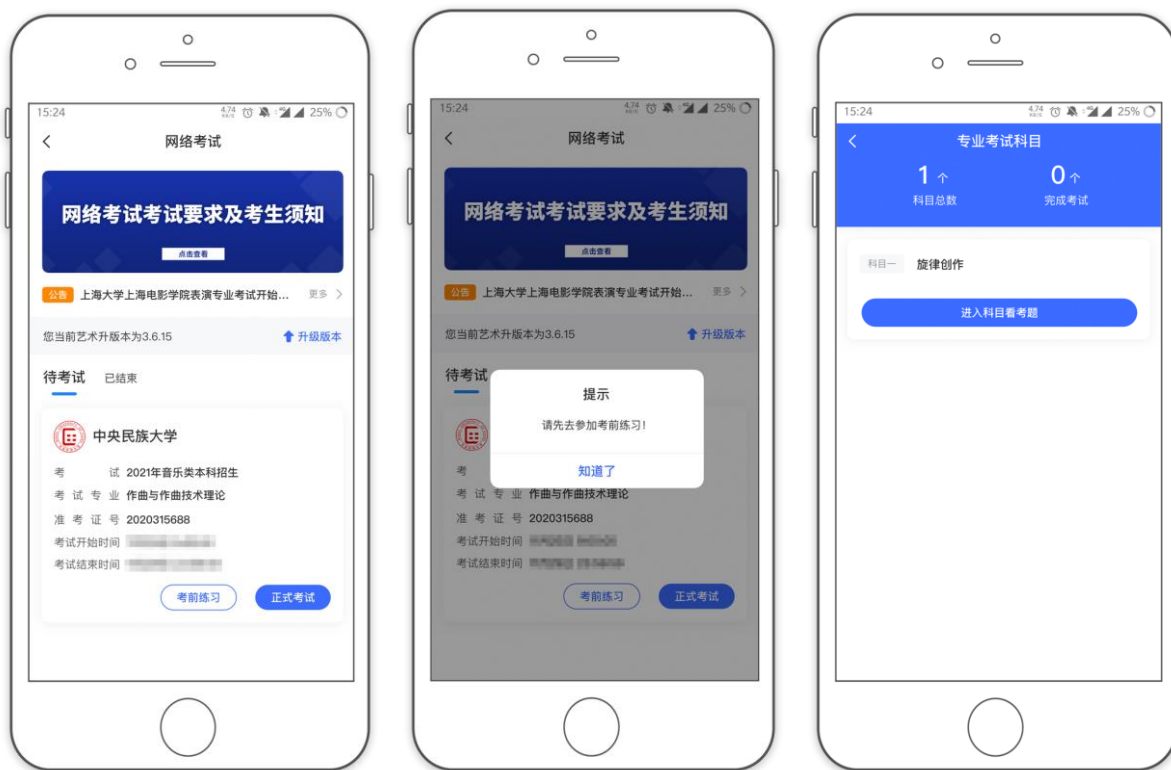 15:24
4.74
KB/S
4G
25%
网络考试
网络考试考试要求及考生须知
点击查看
公告 上海大学上海电影学院表演专业考试开始... 更多
您当前艺术升版本为3.6.15 升级版本
待考试 已结束
中央民族大学
考试 2021年音乐类本科招生
考试专业 作曲与作曲技术理论
准考证号 2020315688
考试开始时间
考试结束时间
考前练习 正式考试
15:24
4.74
KB/S
4G
25%
网络考试
网络考试考试要求及考生须知
点击查看
公告 上海大学上海电影学院表演专业考试开始... 更多
您当前艺术升版本为3.6.15 升级版本
待考试
提示
请先去参加考前练习!
知道了
考
考试专业 作曲与作曲技术理论
准考证号 2020315688
考试开始时间
考试结束时间
考前练习 正式考试
15:24
4.74
KB/S
4G
25%
专业考试科目
1个 0个
科目总数 完成考试
科目一 旋律创作
进入科目看考题